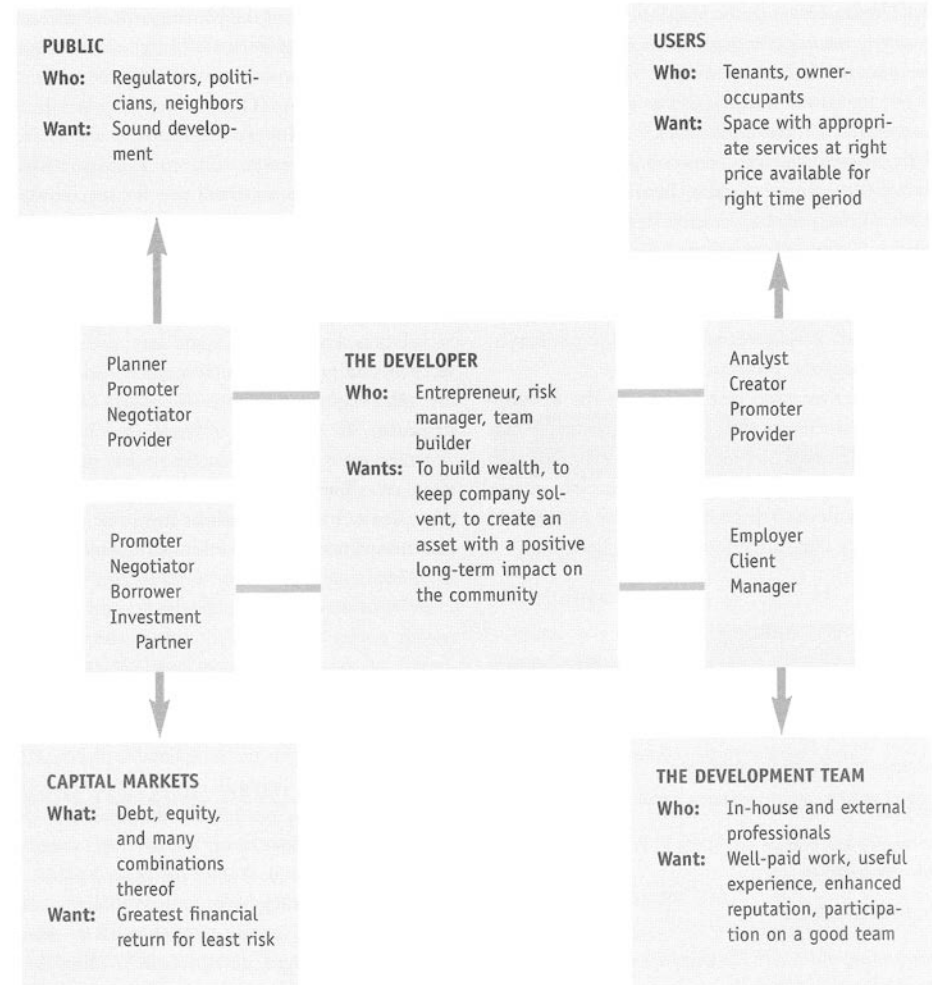 PUBLIC
Who: Regulators, politi-
cians, neighbors
Want: Sound develop-
ment
USERS
Who: Tenants, owner-
occupants
Want: Space with appropri-
ate services at right
price available for
right time period
Planner
Promoter
Negotiator
Provider
THE DEVELOPER
Who: Entrepreneur, risk
manager, team
builder
Wants: To build wealth, to
keep company sol-
vent, to create an
asset with a positive
long-term impact on
the community
Analyst
Creator
Promoter
Provider
Promoter
Negotiator
Borrower
Investment
Partner
Employer
Client
Manager
CAPITAL MARKETS
What: Debt, equity,
and many
combinations
thereof
Want: Greatest financial
return for least risk
THE DEVELOPMENT TEAM
Who: In-house and external
professionals
Want: Well-paid work, useful
experience, enhanced
reputation, participa-
tion on a good team